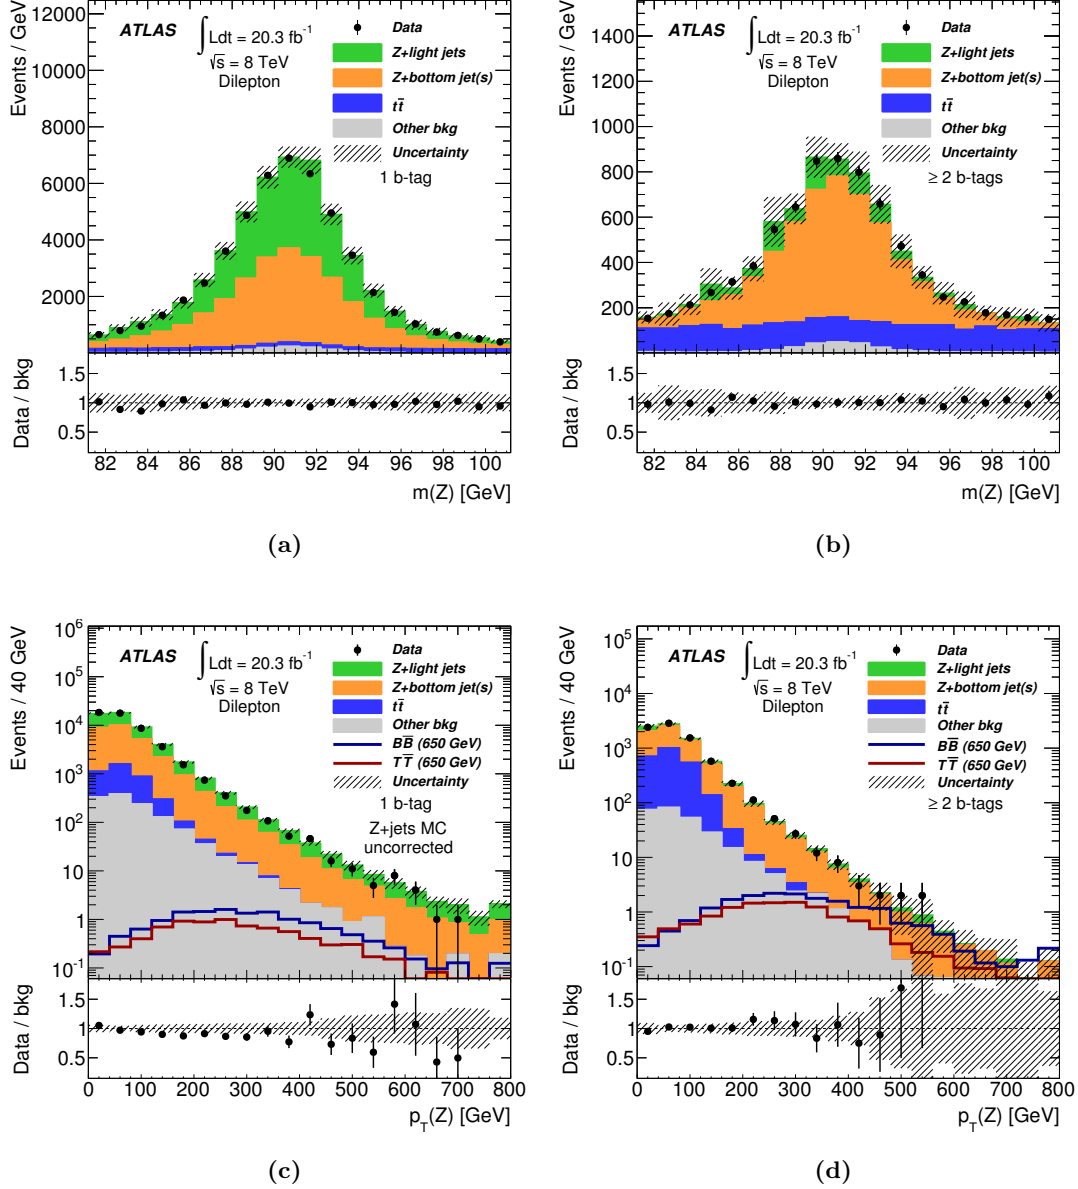 Events / GeV
12000
10000
8000
6000
4000
2000
ATLAS
∫ Ldt = 20.3 fb⁻¹
√s = 8 TeV
Dilepton
Data
Z+light jets
Z+bottom jet(s)
tt̄
Other bkg
Uncertainty
1 b-tag
Data / bkg
1.5
1
0.5
82 84 86 88 90 92 94 96 98 100
m(Z) [GeV]
(a)
Events / GeV
1400
1200
1000
800
600
400
200
ATLAS
∫ Ldt = 20.3 fb⁻¹
√s = 8 TeV
Dilepton
Data
Z+light jets
Z+bottom jet(s)
tt̄
Other bkg
Uncertainty
≥ 2 b-tags
Data / bkg
1.5
1
0.5
82 84 86 88 90 92 94 96 98 100
m(Z) [GeV]
(b)
Events / 40 GeV
10⁶
10⁵
10⁴
10³
10²
10
1
10⁻¹
ATLAS
∫ Ldt = 20.3 fb⁻¹
√s = 8 TeV
Dilepton
Data
Z+light jets
Z+bottom jet(s)
tt̄
Other bkg
BB̄ (650 GeV)
TT̄ (650 GeV)
Uncertainty
1 b-tag
Z+jets MC
uncorrected
Data / bkg
1.5
1
0.5
0 100 200 300 400 500 600 700 800
p_T(Z) [GeV]
(c)
Events / 40 GeV
10⁵
10⁴
10³
10²
10
1
10⁻¹
ATLAS
∫ Ldt = 20.3 fb⁻¹
√s = 8 TeV
Dilepton
Data
Z+light jets
Z+bottom jet(s)
tt̄
Other bkg
BB̄ (650 GeV)
TT̄ (650 GeV)
Uncertainty
≥ 2 b-tags
Data / bkg
1.5
1
0.5
0 100 200 300 400 500 600 700 800
p_T(Z) [GeV]
(d)